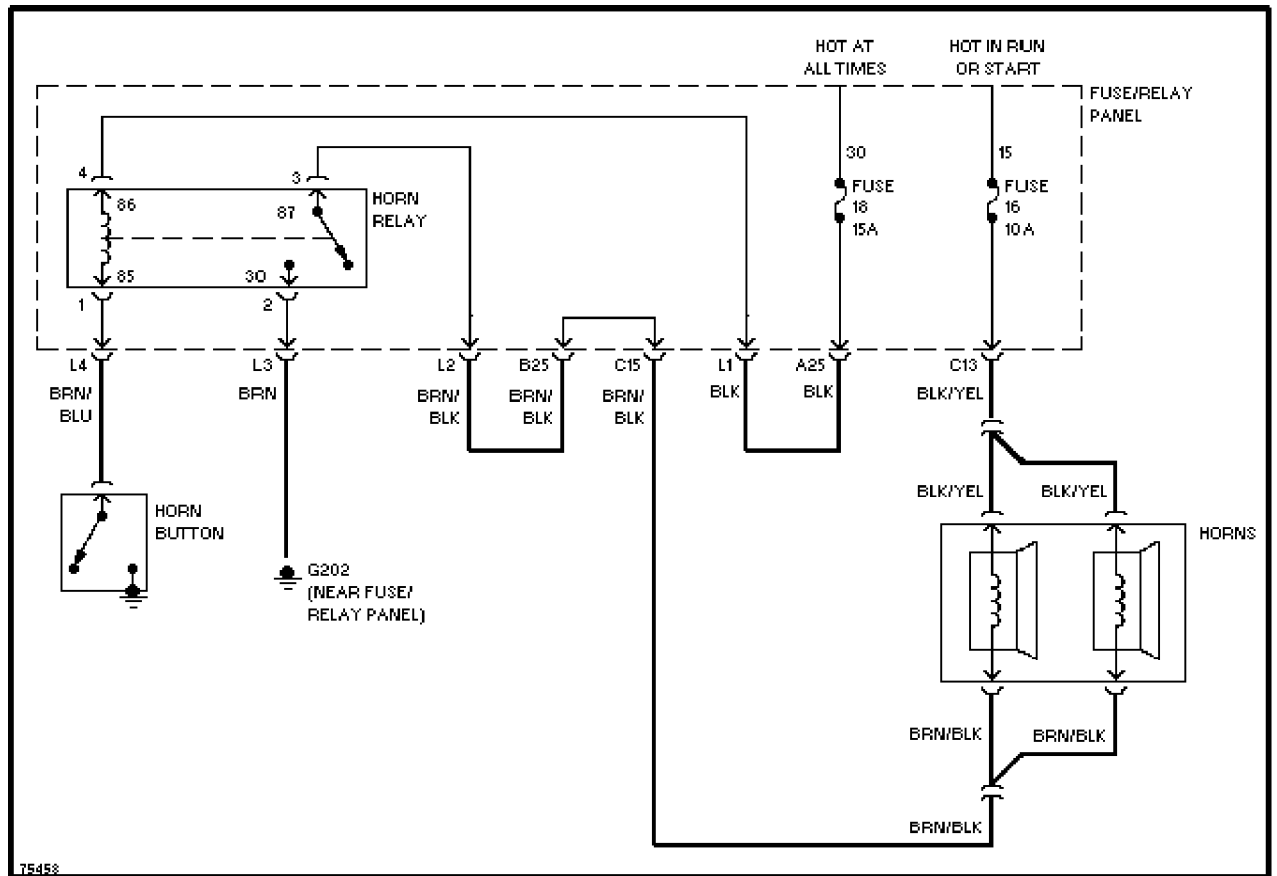 HOT AT
ALL TIMES
HOT IN RUN
OR START
FUSE/RELAY
PANEL
30
15
FUSE
18
15A
FUSE
16
10A
4
3
86
87
HORN
RELAY
85
30
1
2
L4
L3
L2
B25
C15
L1
A25
C13
BRN/
BLU
BRN
BRN/
BLK
BRN/
BLK
BRN/
BLK
BLK
BLK
BLK/YEL
BLK/YEL
BLK/YEL
HORN
BUTTON
HORNS
G202
(NEAR FUSE/
RELAY PANEL)
BRN/BLK
BRN/BLK
BRN/BLK
75458